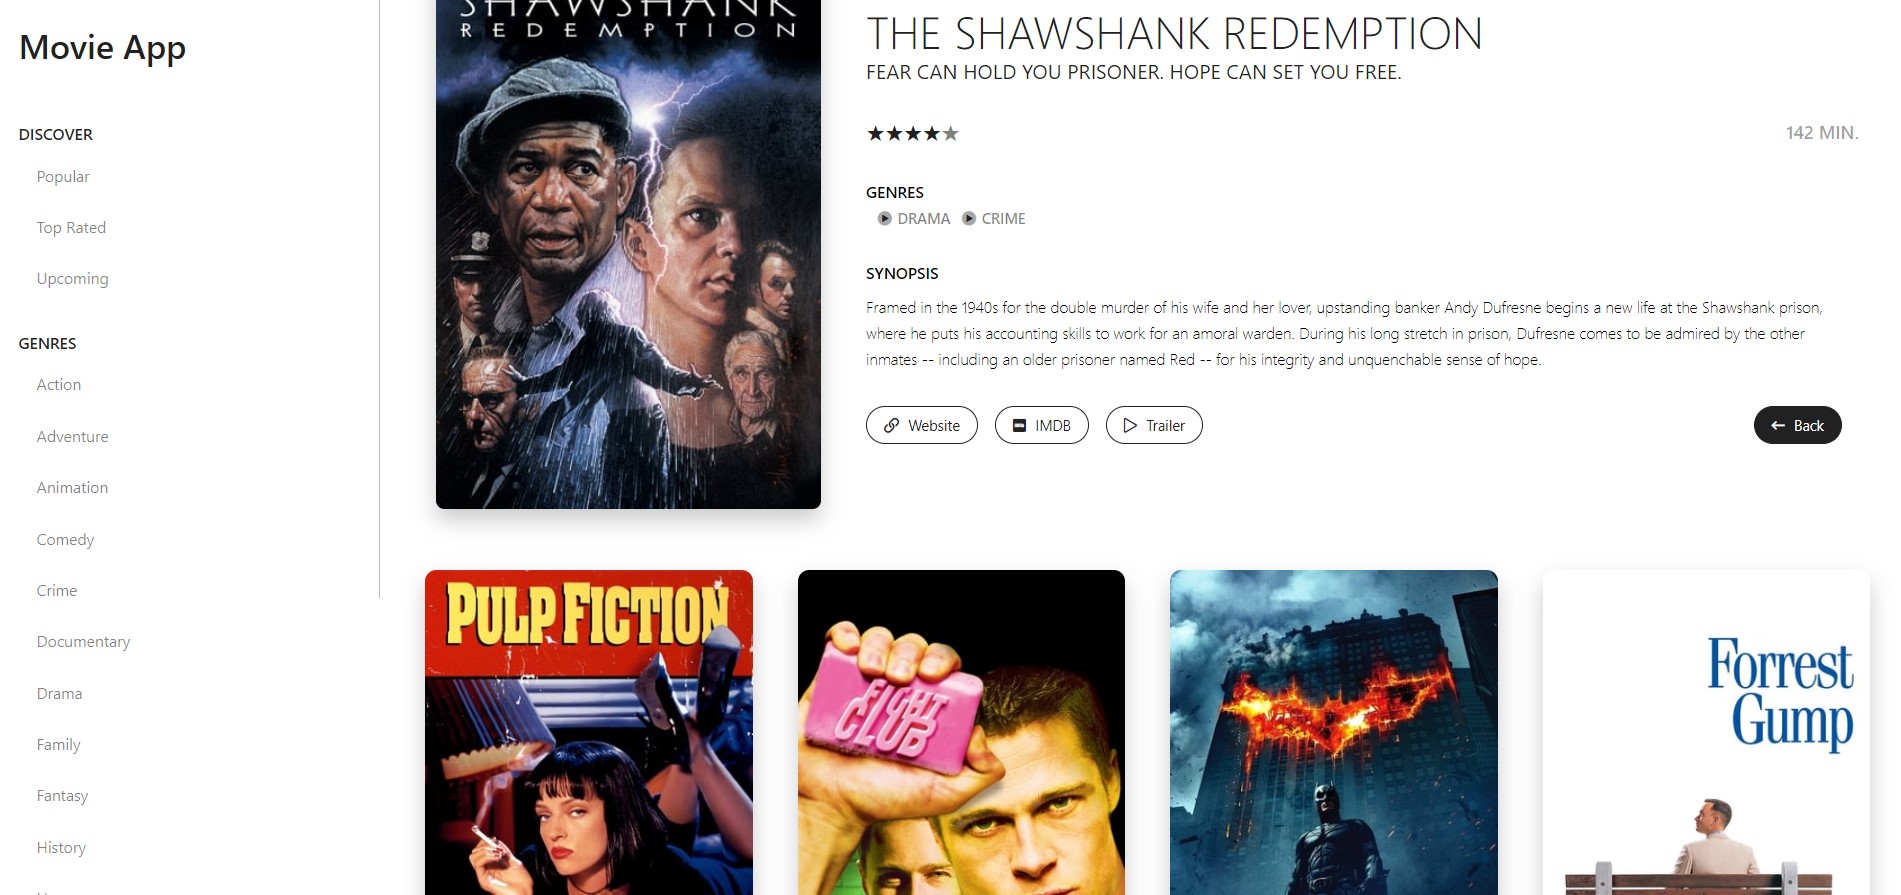 Movie App
DISCOVER
Popular
Top Rated
Upcoming
GENRES
Action
Adventure
Animation
Comedy
Crime
Documentary
Drama
Family
Fantasy
History
SHAWSHANK
REDEMPTION
THE SHAWSHANK REDEMPTION
FEAR CAN HOLD YOU PRISONER. HOPE CAN SET YOU FREE.
★★★★★
142 MIN.
GENRES
DRAMA CRIME
SYNOPSIS
Framed in the 1940s for the double murder of his wife and her lover, upstanding banker Andy Dufresne begins a new life at the Shawshank prison,
where he puts his accounting skills to work for an amoral warden. During his long stretch in prison, Dufresne comes to be admired by the other
inmates -- including an older prisoner named Red -- for his integrity and unquenchable sense of hope.
Website IMDB Trailer
Back
PULP FICTION
FIGHT
CLUB
Forrest
Gump